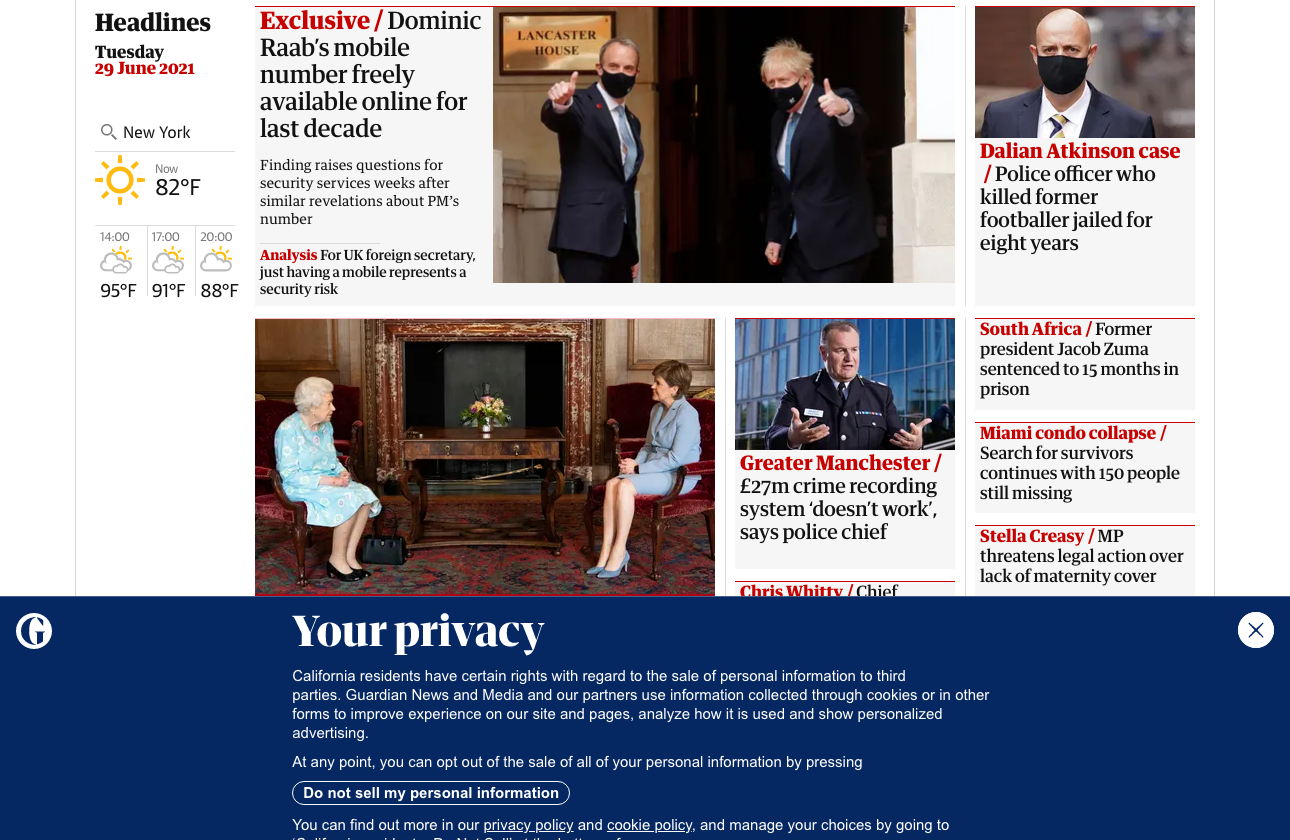 Headlines
Tuesday
29 June 2021
New York
Now
82°F
14:00
17:00
20:00
95°F
91°F
88°F
Exclusive / Dominic
Raab’s mobile
number freely
available online for
last decade
Finding raises questions for
security services weeks after
similar revelations about PM’s
number
Analysis For UK foreign secretary,
just having a mobile represents a
security risk
LANCASTER
HOUSE
Dalian Atkinson case
/ Police officer who
killed former
footballer jailed for
eight years
Greater Manchester /
£27m crime recording
system ‘doesn’t work’,
says police chief
Chris Whitty / Chief
South Africa / Former
president Jacob Zuma
sentenced to 15 months in
prison
Miami condo collapse /
Search for survivors
continues with 150 people
still missing
Stella Creasy / MP
threatens legal action over
lack of maternity cover
G
Your privacy
California residents have certain rights with regard to the sale of personal information to third
parties. Guardian News and Media and our partners use information collected through cookies or in other
forms to improve experience on our site and pages, analyze how it is used and show personalized
advertising.
At any point, you can opt out of the sale of all of your personal information by pressing
Do not sell my personal information
You can find out more in our privacy policy and cookie policy, and manage your choices by going to